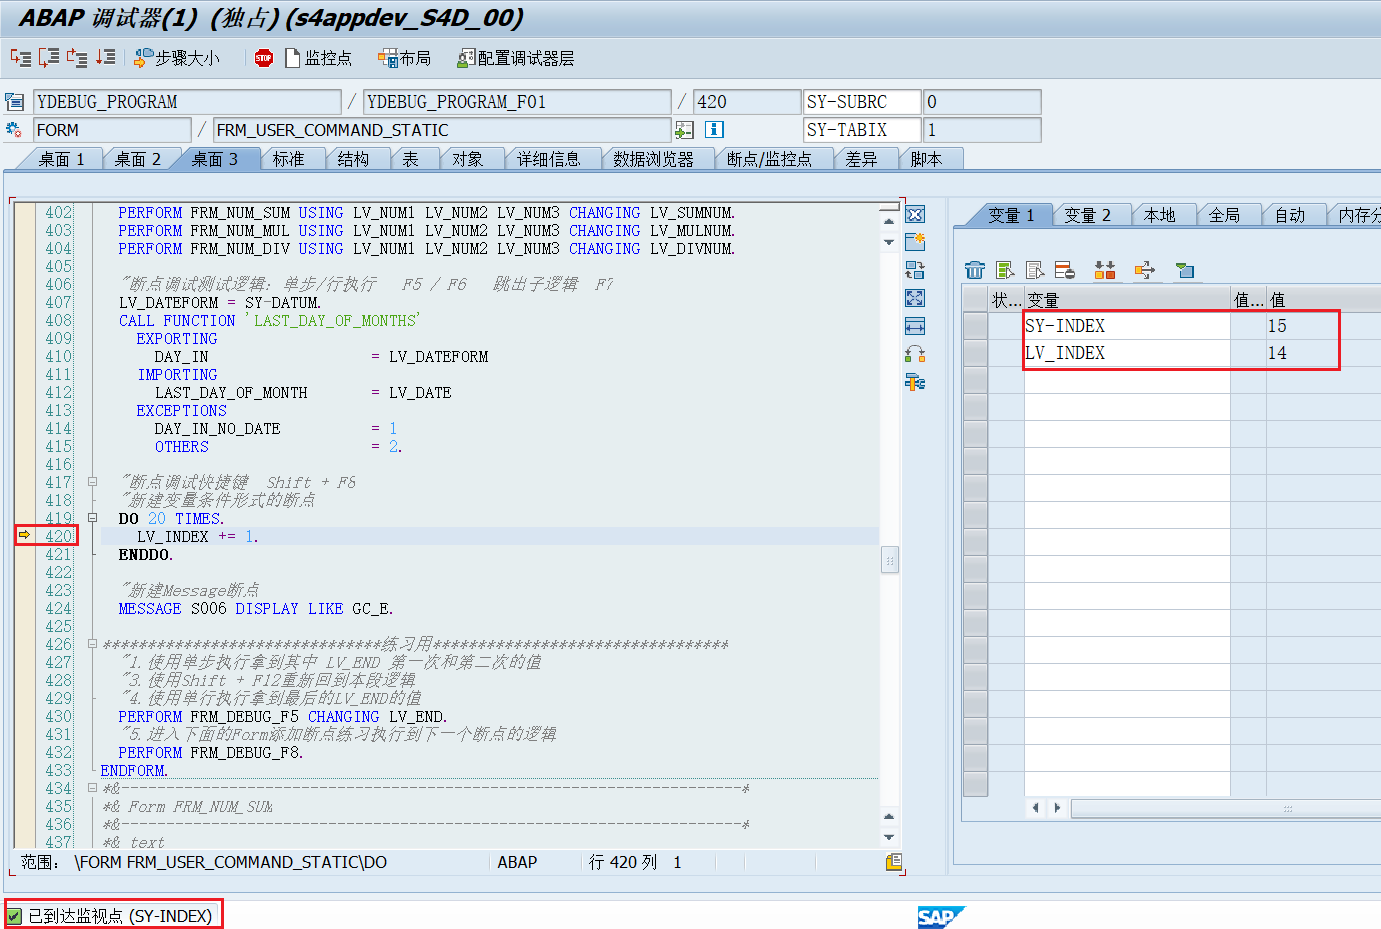 ABAP 调试器(1) (独占) (s4appdev_S4D_00)
步骤大小 STOP 监控点 布局 配置调试器层
YDEBUG_PROGRAM / YDEBUG_PROGRAM_F01 / 420 SY-SUBRC 0
FORM / FRM_USER_COMMAND_STATIC SY-TABIX 1
桌面 1 桌面 2 桌面 3 标准 结构 表 对象 详细信息 数据浏览器 断点/监控点 差异 脚本
402 PERFORM FRM_NUM_SUM USING LV_NUM1 LV_NUM2 LV_NUM3 CHANGING LV_SUMNUM.
403 PERFORM FRM_NUM_MUL USING LV_NUM1 LV_NUM2 LV_NUM3 CHANGING LV_MULNUM.
404 PERFORM FRM_NUM_DIV USING LV_NUM1 LV_NUM2 LV_NUM3 CHANGING LV_DIVNUM.
405
406 "断点调试测试逻辑: 单步/行执行 F5 / F6 跳出子逻辑 F7
407 LV_DATEFORM = SY-DATUM.
408 CALL FUNCTION 'LAST_DAY_OF_MONTHS'
409 EXPORTING
410 DAY_IN = LV_DATEFORM
411 IMPORTING
412 LAST_DAY_OF_MONTH = LV_DATE
413 EXCEPTIONS
414 DAY_IN_NO_DATE = 1
415 OTHERS = 2.
416
417 "断点调试快捷键 Shift + F8
418 "新建变量条件形式的断点
419 DO 20 TIMES.
420 LV_INDEX += 1.
421 ENDDO.
422
423 "新建Message断点
424 MESSAGE S006 DISPLAY LIKE GC_E.
425
426 *******************************练习用*********************************
427 "1.使用单步执行拿到其中 LV_END 第一次和第二次的值
428 "3.使用Shift + F12重新回到本段逻辑
429 "4.使用单行执行拿到最后的LV_END的值
430 PERFORM FRM_DEBUG_F5 CHANGING LV_END.
431 "5.进入下面的Form添加断点练习执行到下一个断点的逻辑
432 PERFORM FRM_DEBUG_F8.
433 ENDFORM.
434 *&---------------------------------------------------------------------*
435 *& Form FRM_NUM_SUM
436 *&---------------------------------------------------------------------*
437 *& text
范围: \FORM FRM_USER_COMMAND_STATIC\DO ABAP 行 420 列 1
变量 1 变量 2 本地 全局 自动 内存分
状... 变量 值... 值
SY-INDEX 15
LV_INDEX 14
已到达监视点 (SY-INDEX)
SAP